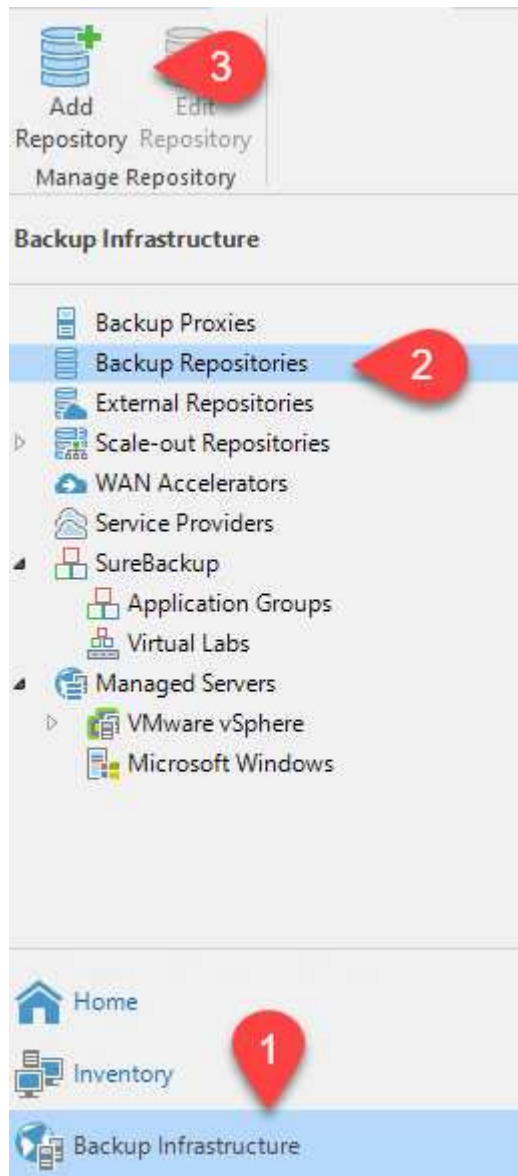 3
Add Edit
Repository Repository
Manage Repository
Backup Infrastructure
Backup Proxies
Backup Repositories
2
External Repositories
Scale-out Repositories
WAN Accelerators
Service Providers
SureBackup
Application Groups
Virtual Labs
Managed Servers
VMware vSphere
Microsoft Windows
Home
1
Inventory
Backup Infrastructure